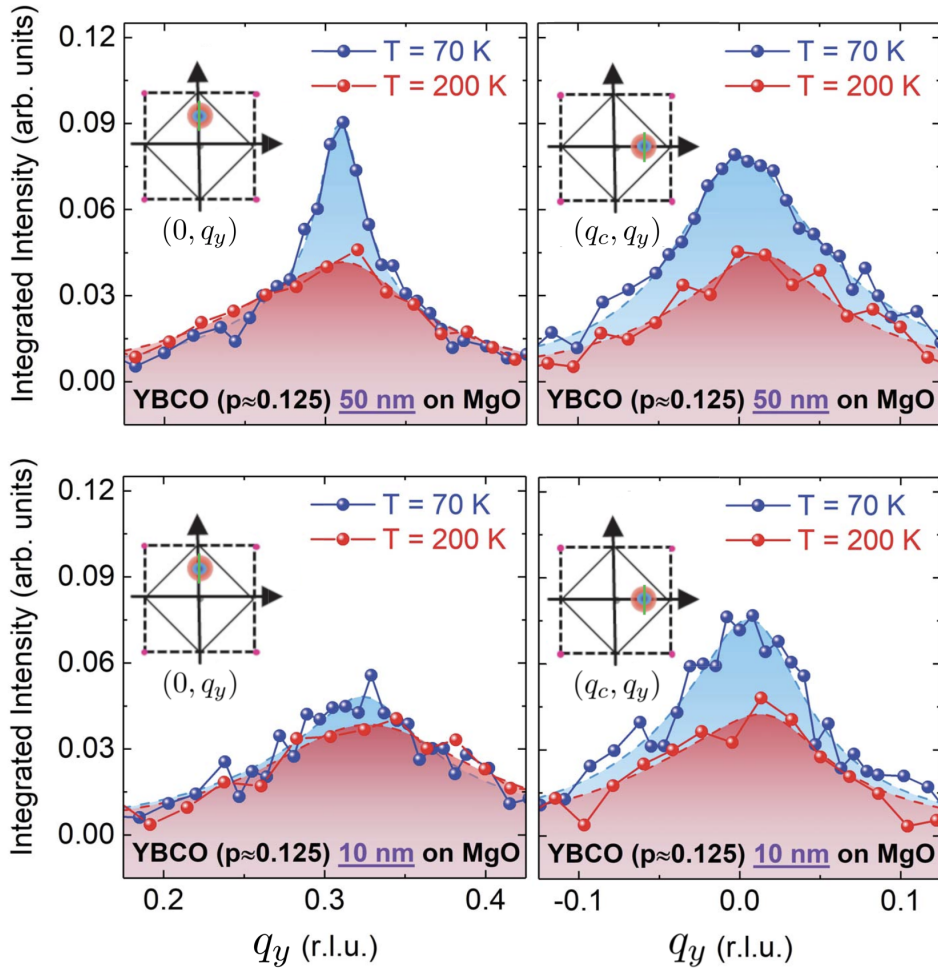 Integrated Intensity (arb. units)
0.12
0.09
0.06
0.03
0.00
T = 70 K
T = 200 K
(0, q_y)
YBCO (p≈0.125) 50 nm on MgO
T = 70 K
T = 200 K
(q_c, q_y)
YBCO (p≈0.125) 50 nm on MgO
Integrated Intensity (arb. units)
0.12
0.09
0.06
0.03
0.00
T = 70 K
T = 200 K
(0, q_y)
YBCO (p≈0.125) 10 nm on MgO
0.2 0.3 0.4
q_y (r.l.u.)
T = 70 K
T = 200 K
(q_c, q_y)
YBCO (p≈0.125) 10 nm on MgO
-0.1 0.0 0.1
q_y (r.l.u.)